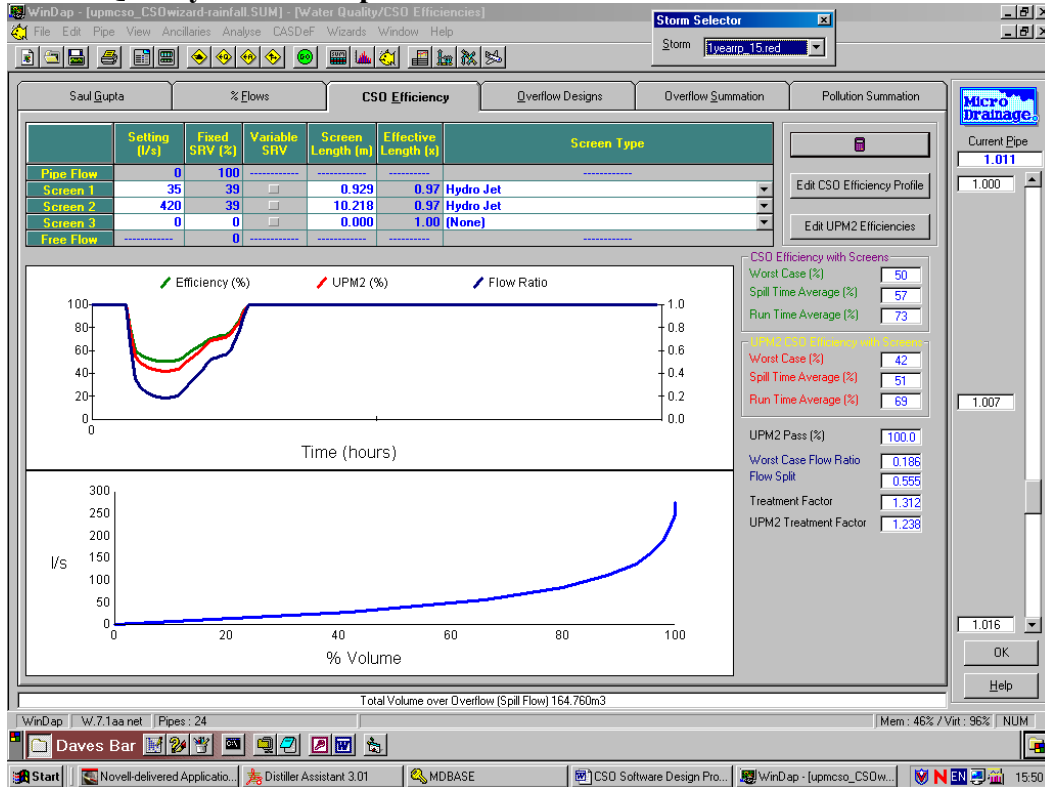 WinDap - [upmcso_CSOwizard-rainfall.SUM] - [Water Quality/CSO Efficiencies]
File Edit Pipe View Ancillaries Analyse CASDeF Wizards Window Help
Storm Selector
Storm 1yearrp_15.red
Saul Gupta % Flows CSO Efficiency Overflow Designs Overflow Summation Pollution Summation
Micro Drainage
Current Pipe
1.011
1.000
1.007
1.016
OK
Help
Setting (l/s) Fixed SRV (%) Variable SRV Screen Length (m) Effective Length (x) Screen Type
Pipe Flow 0 100 ----------- ----------- ----------- -----------
Screen 1 35 39 0.929 0.97 Hydro Jet
Screen 2 420 39 10.218 0.97 Hydro Jet
Screen 3 0 0 0.000 1.00 (None)
Free Flow ----------- 0 ----------- ----------- ----------- -----------
Edit CSO Efficiency Profile
Edit UPM2 Efficiencies
Efficiency (%) UPM2 (%) Flow Ratio
100 1.0
80 0.8
60 0.6
40 0.4
20 0.2
0 0.0
0
Time (hours)
CSO Efficiency with Screens
Worst Case (%) 50
Spill Time Average (%) 57
Run Time Average (%) 73
UPM2 CSO Efficiency with Screens
Worst Case (%) 42
Spill Time Average (%) 51
Run Time Average (%) 69
UPM2 Pass (%) 100.0
Worst Case Flow Ratio 0.186
Flow Split 0.555
Treatment Factor 1.312
UPM2 Treatment Factor 1.238
300
250
200
l/s 150
100
50
0
0 20 40 60 80 100
% Volume
Total Volume over Overflow (Spill Flow) 164.760m3
WinDap W.7.1aa net Pipes : 24 Mem : 46% / Virt : 96% NUM
Daves Bar
Start Novell-delivered Applicatio... Distiller Assistant 3.01 MDBASE CSO Software Design Pro... WinDap - [upmcso_CSOw... EN 15:50